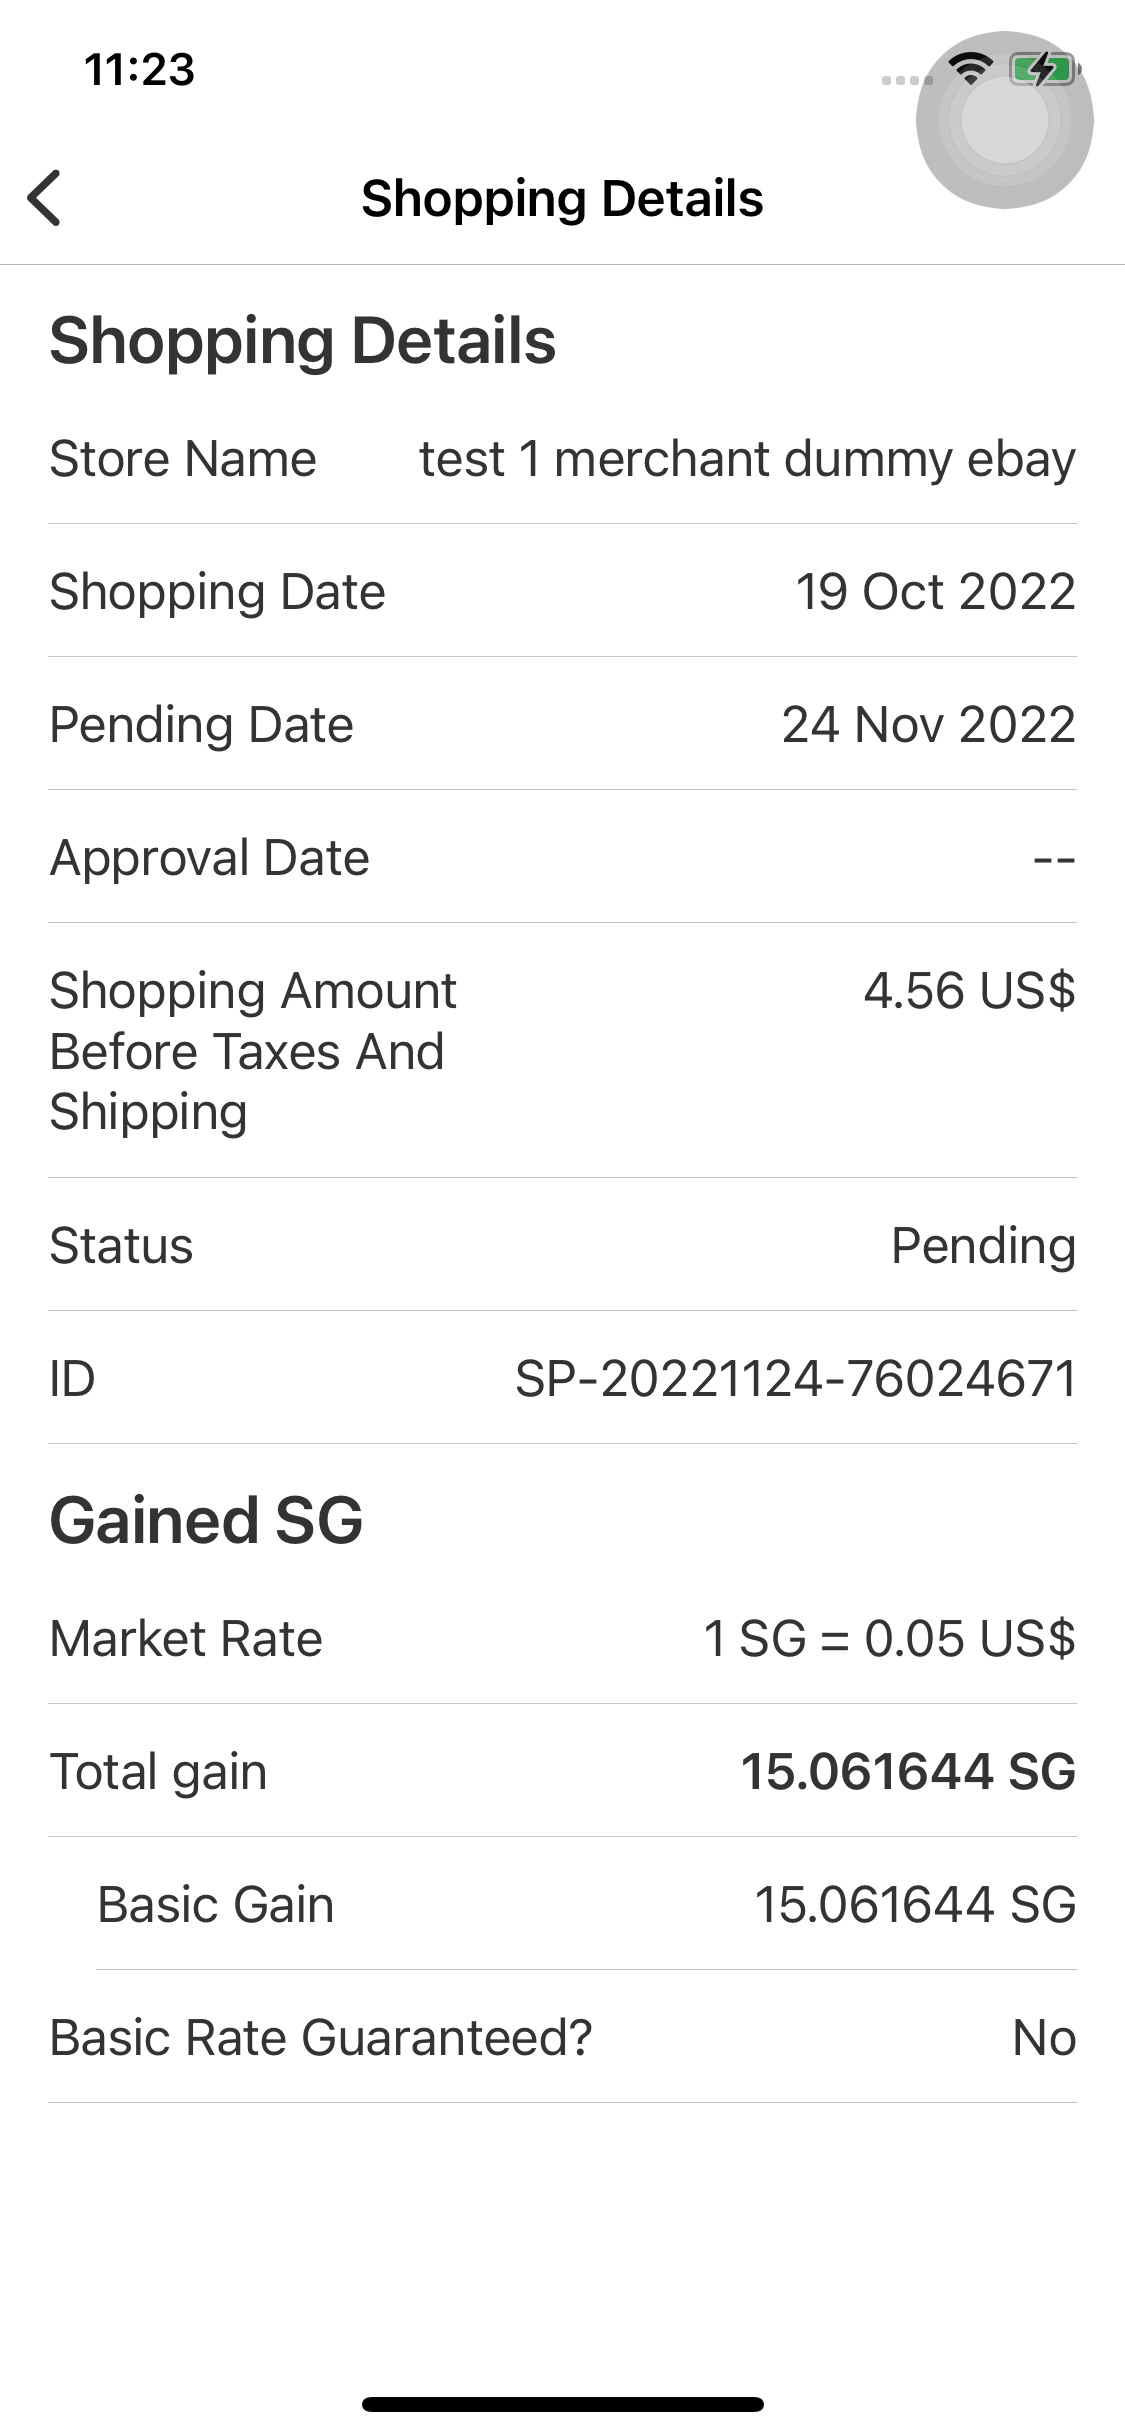 11:23
Shopping Details
Shopping Details
Store Name test 1 merchant dummy ebay
Shopping Date 19 Oct 2022
Pending Date 24 Nov 2022
Approval Date --
Shopping Amount 4.56 US$
Before Taxes And
Shipping
Status Pending
ID SP-20221124-76024671
Gained SG
Market Rate 1 SG = 0.05 US$
Total gain 15.061644 SG
Basic Gain 15.061644 SG
Basic Rate Guaranteed? No